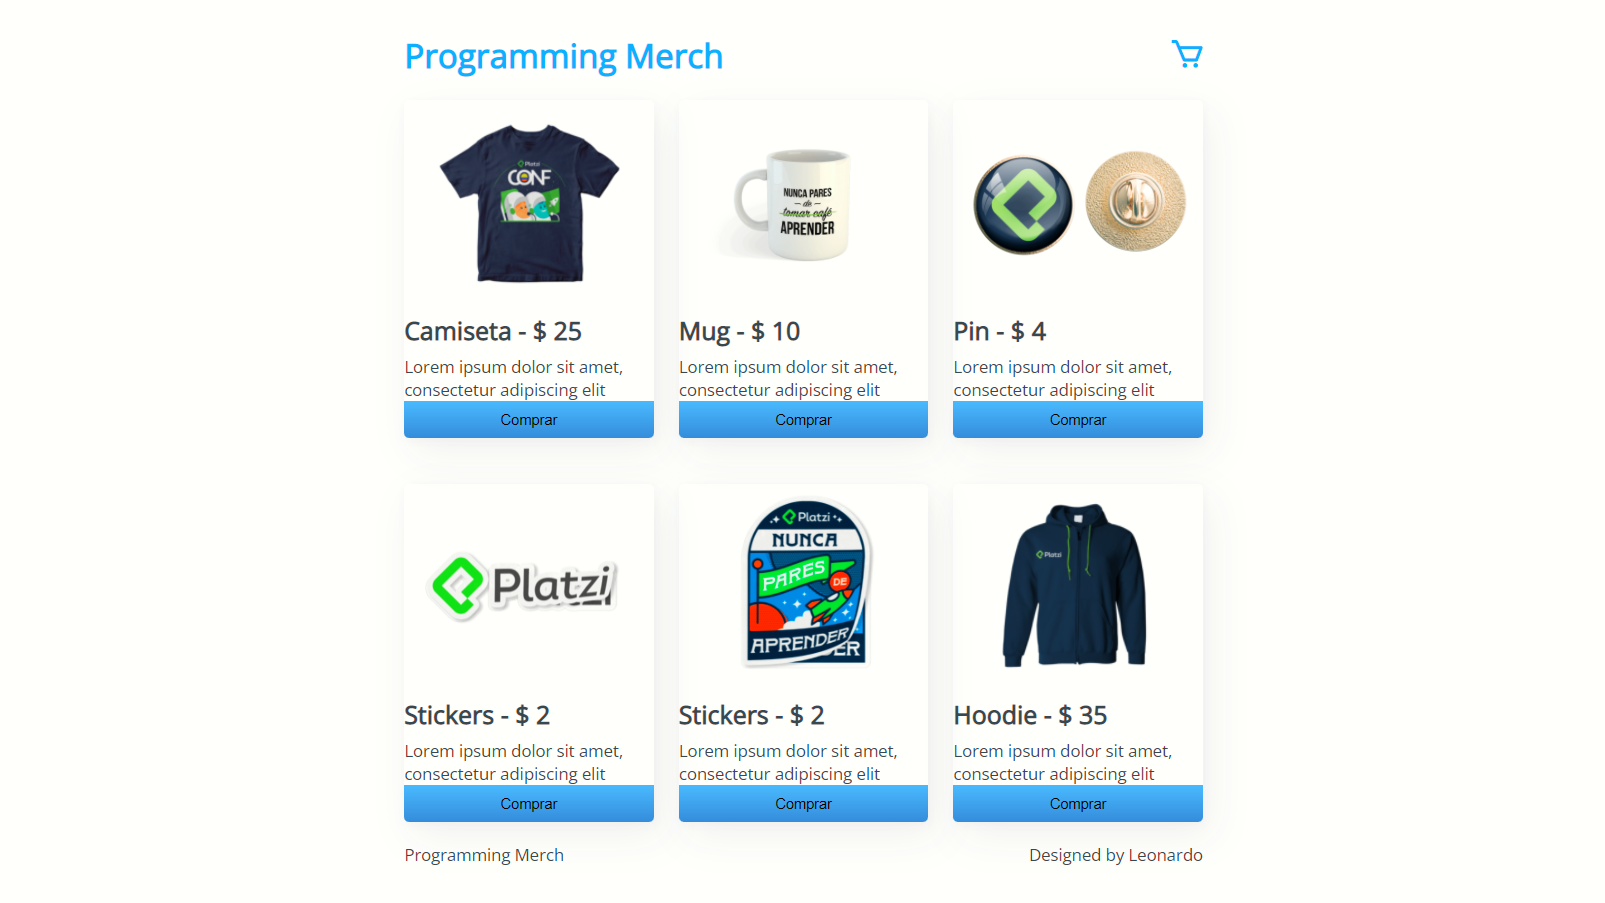 Programming Merch
Platzi
CONF
NUNCA PARES
de
tomar café
APRENDER
Camiseta - $ 25
Lorem ipsum dolor sit amet,
consectetur adipiscing elit
Comprar
Mug - $ 10
Lorem ipsum dolor sit amet,
consectetur adipiscing elit
Comprar
Pin - $ 4
Lorem ipsum dolor sit amet,
consectetur adipiscing elit
Comprar
Platzi
Platzi
NUNCA
PARES
DE
APRENDER
Platzi
Stickers - $ 2
Lorem ipsum dolor sit amet,
consectetur adipiscing elit
Comprar
Stickers - $ 2
Lorem ipsum dolor sit amet,
consectetur adipiscing elit
Comprar
Hoodie - $ 35
Lorem ipsum dolor sit amet,
consectetur adipiscing elit
Comprar
Programming Merch
Designed by Leonardo